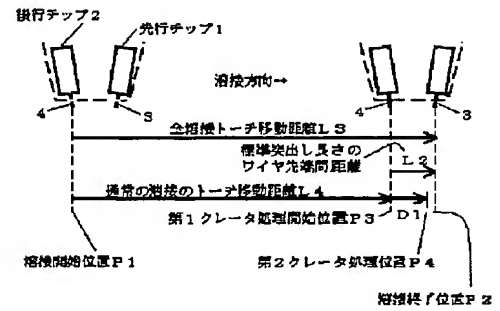 後行チップ2
先行チップ1
溶接方向→
4
3
4
3
全溶接トーチ移動距離L3
標準突出し長さの
ワイヤ先端間距離
L2
通常の溶接のトーチ移動距離L4
第1クレータ処理開始位置P3
D1
溶接開始位置P1
第2クレータ処理位置P4
溶接終了位置P2